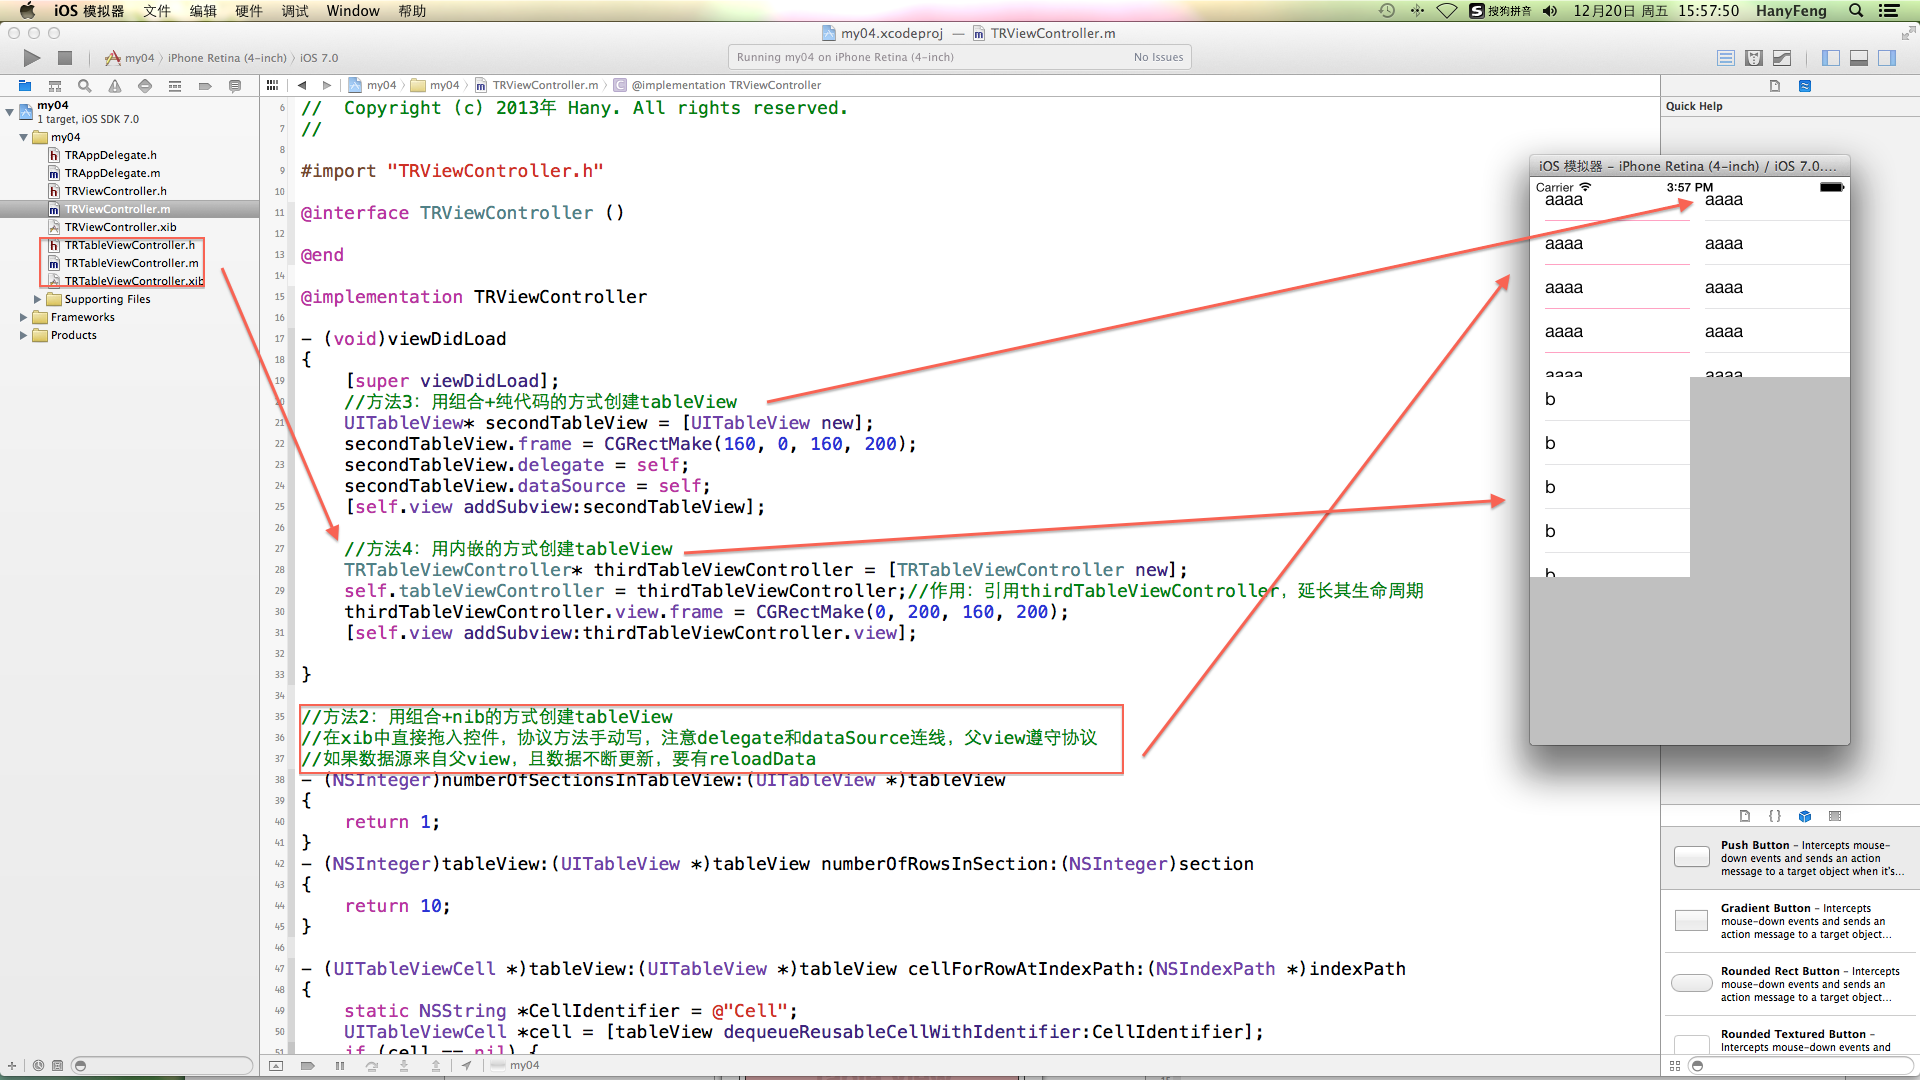 iOS 模拟器 文件 编辑 硬件 调试 Window 帮助
搜狗拼音 12月20日 周五 15:57:50 HanyFeng
my04.xcodeproj — TRViewController.m
my04 〉 iPhone Retina (4-inch) 〉 iOS 7.0
Running my04 on iPhone Retina (4-inch) No Issues
my04 〉 my04 〉 TRViewController.m 〉 @implementation TRViewController
my04
1 target, iOS SDK 7.0
my04
TRAppDelegate.h
TRAppDelegate.m
TRViewController.h
TRViewController.m
TRViewController.xib
TRTableViewController.h
TRTableViewController.m
TRTableViewController.xib
Supporting Files
Frameworks
Products
6 //  Copyright (c) 2013年 Hany. All rights reserved.
7 //
8
9 #import "TRViewController.h"
10
11 @interface TRViewController ()
12
13 @end
14
15 @implementation TRViewController
16
17 - (void)viewDidLoad
18 {
19     [super viewDidLoad];
20     //方法3：用组合+纯代码的方式创建tableView
21     UITableView* secondTableView = [UITableView new];
22     secondTableView.frame = CGRectMake(160, 0, 160, 200);
23     secondTableView.delegate = self;
24     secondTableView.dataSource = self;
25     [self.view addSubview:secondTableView];
26
27     //方法4：用内嵌的方式创建tableView
28     TRTableViewController* thirdTableViewController = [TRTableViewController new];
29     self.tableViewController = thirdTableViewController;//作用：引用thirdTableViewController，延长其生命周期
30     thirdTableViewController.view.frame = CGRectMake(0, 200, 160, 200);
31     [self.view addSubview:thirdTableViewController.view];
32
33 }
34
35 //方法2：用组合+nib的方式创建tableView
36 //在xib中直接拖入控件，协议方法手动写，注意delegate和dataSource连线，父view遵守协议
37 //如果数据源来自父view，且数据不断更新，要有reloadData
38 - (NSInteger)numberOfSectionsInTableView:(UITableView *)tableView
39 {
40     return 1;
41 }
42 - (NSInteger)tableView:(UITableView *)tableView numberOfRowsInSection:(NSInteger)section
43 {
44     return 10;
45 }
46
47 - (UITableViewCell *)tableView:(UITableView *)tableView cellForRowAtIndexPath:(NSIndexPath *)indexPath
48 {
49     static NSString *CellIdentifier = @"Cell";
50     UITableViewCell *cell = [tableView dequeueReusableCellWithIdentifier:CellIdentifier];
51     if (cell == nil) {
my04
Quick Help
iOS 模拟器 - iPhone Retina (4-inch) / iOS 7.0....
Carrier 3:57 PM
aaaa aaaa
aaaa aaaa
aaaa aaaa
aaaa aaaa
aaaa aaaa
b
b
b
b
b
{ }
Push Button - Intercepts mouse-
down events and sends an action
message to a target object when it's...
Gradient Button - Intercepts
mouse-down events and sends an
action message to a target object...
Rounded Rect Button - Intercepts
mouse-down events and sends an
action message to a target object...
Rounded Textured Button -
Intercepts mouse-down events and